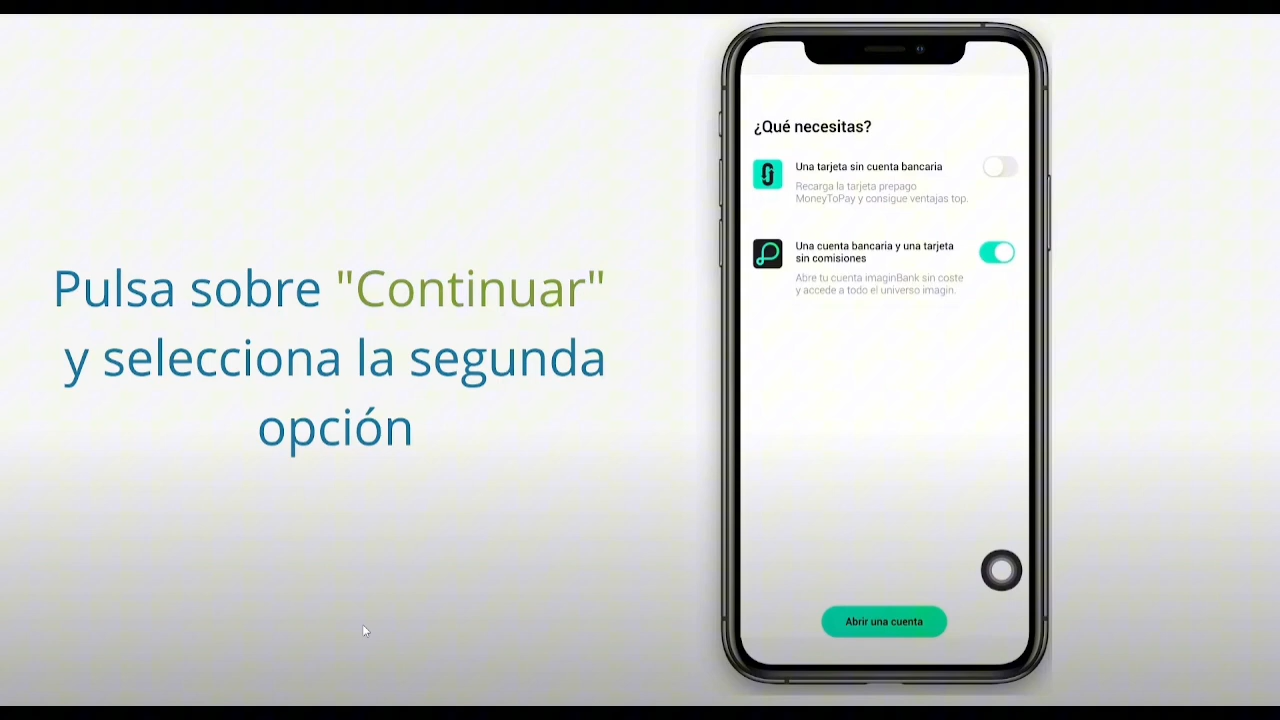 Pulsa sobre "Continuar"
y selecciona la segunda
opción
¿Qué necesitas?
Una tarjeta sin cuenta bancaria
Recarga la tarjeta prepago
MoneyToPay y consigue ventajas top.
Una cuenta bancaria y una tarjeta
sin comisiones
Abre tu cuenta imaginBank sin coste
y accede a todo el universo imagin.
Abrir una cuenta